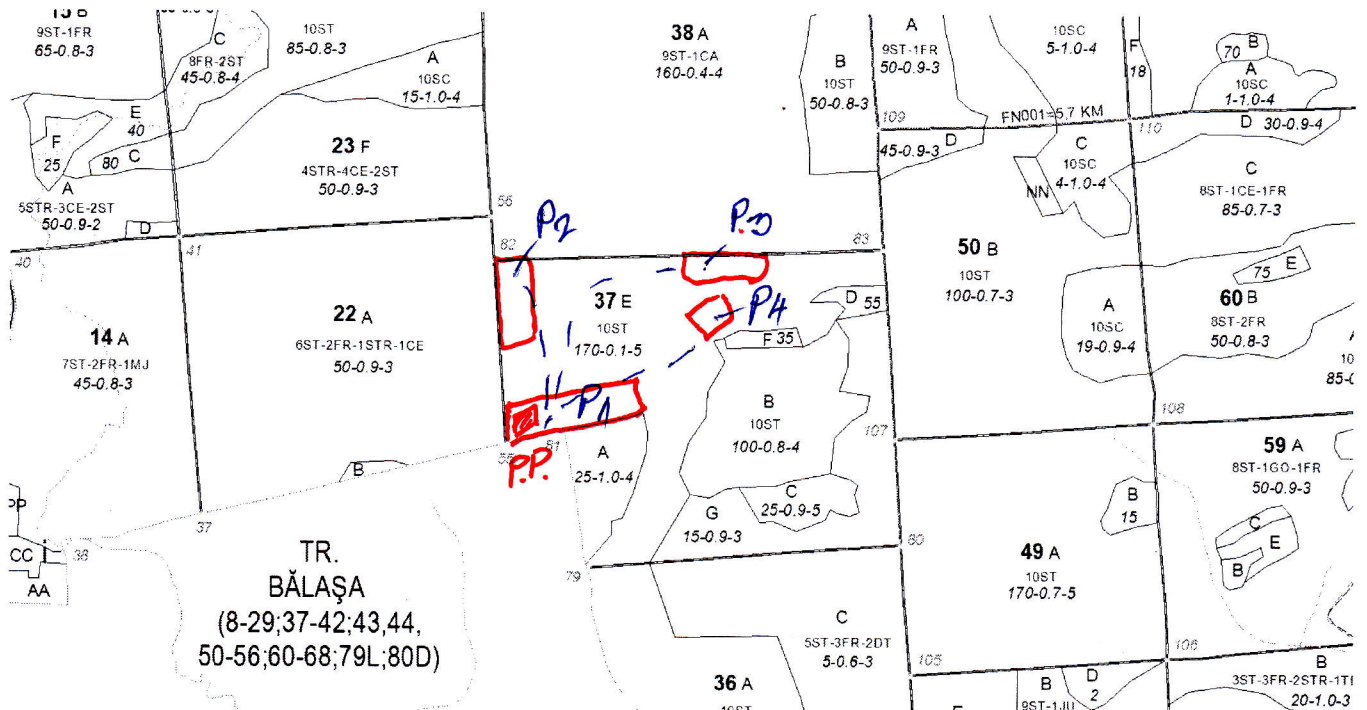 15 B
9ST-1FR
65-0.8-3
C
8FR-2ST
45-0.8-4
10ST
85-0.8-3
A
10SC
15-1.0-4
38 A
9ST-1CA
160-0.4-4
B
10ST
50-0.8-3
A
9ST-1FR
50-0.9-3
10SC
5-1.0-4
F
18
70 B
A
10SC
1-1.0-4
E
40
F
25
80 C
A
5STR-3CE-2ST
50-0.9-2
D
23 F
4STR-4CE-2ST
50-0.9-3
109
FN001=5,7 KM
110
45-0.9-3 D
D 30-0.9-4
C
10SC
4-1.0-4
NN
C
8ST-1CE-1FR
85-0.7-3
56
40
41
82
83
P2
P.3
P4
P1
P.P.
50 B
10ST
100-0.7-3
75 E
60 B
8ST-2FR
50-0.8-3
A
10SC
19-0.9-4
14 A
7ST-2FR-1MJ
45-0.8-3
22 A
6ST-2FR-1STR-1CE
50-0.9-3
37 E
10ST
170-0.1-5
D 55
F 35
B
10ST
100-0.8-4
108
107
55
81
A
25-1.0-4
B
C
25-0.9-5
G
15-0.9-3
59 A
8ST-1GO-1FR
50-0.9-3
B
15
C
E
B
PP
CC
AA
38
37
TR.
BĂLAȘA
(8-29;37-42;43,44,
50-56;60-68;79L;80D)
79
80
49 A
10ST
170-0.7-5
C
5ST-3FR-2DT
5-0.6-3
105
106
36 A
B
9ST-1JU
D
2
B
3ST-3FR-2STR-1TI
20-1.0-3